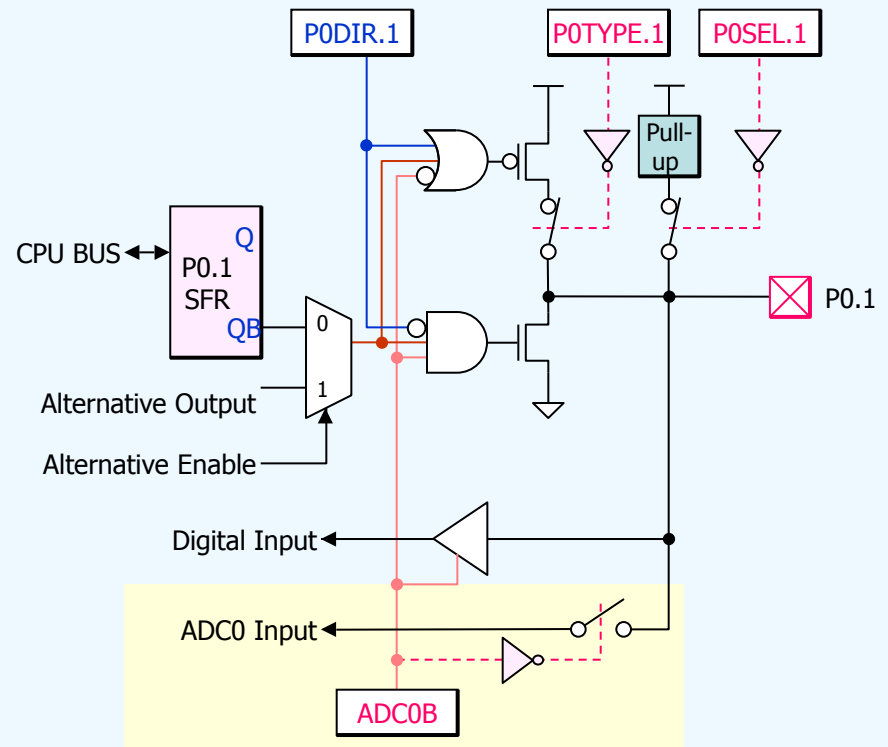 P0DIR.1
P0TYPE.1
P0SEL.1
Pull-
up
CPU BUS
Q
P0.1
SFR
QB
0
1
P0.1
Alternative Output
Alternative Enable
Digital Input
ADC0 Input
ADC0B